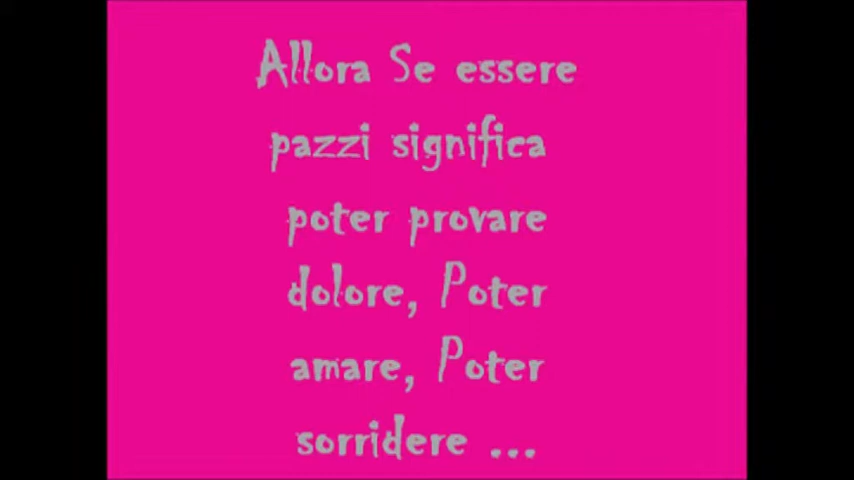 Allora Se essere
pazzi significa
poter provare
dolore, Poter
amare, Poter
sorridere ...